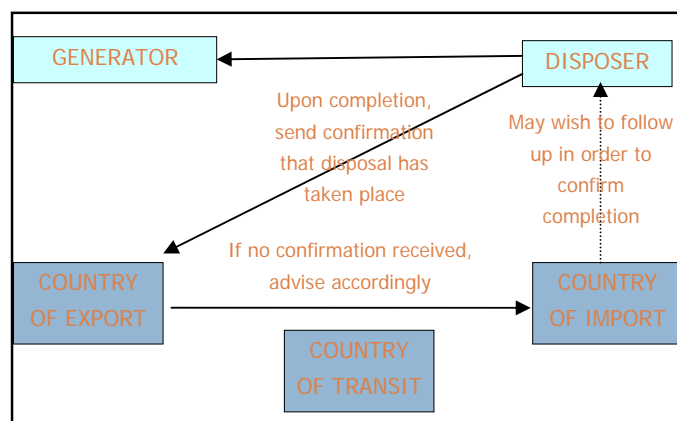 GENERATOR
DISPOSER
Upon completion,
send confirmation
that disposal has
taken place
May wish to follow
up in order to
confirm
completion
If no confirmation received,
advise accordingly
COUNTRY
OF EXPORT
COUNTRY
OF IMPORT
COUNTRY
OF TRANSIT